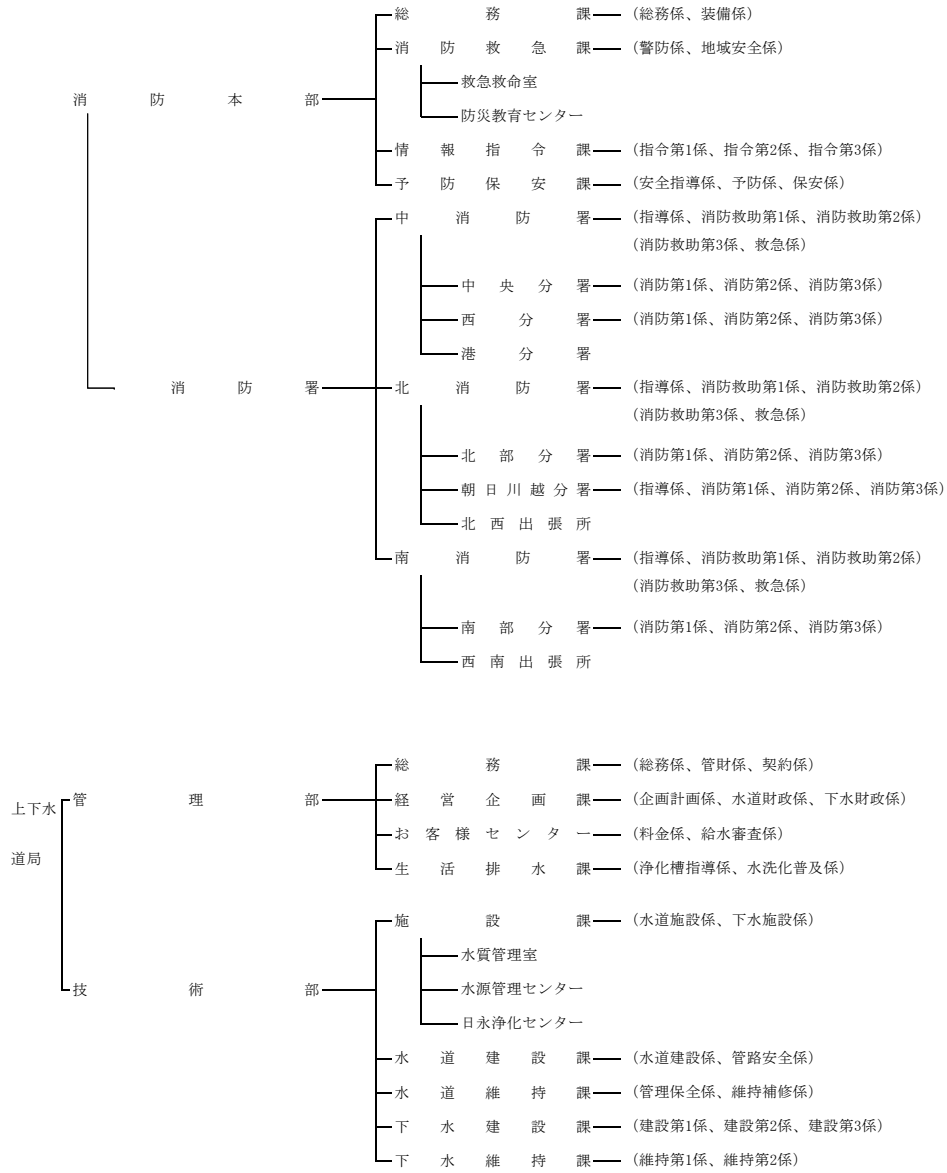 総務課 (総務係、装備係)
消防救急課 (警防係、地域安全係)
救急救命室
消防本部
防災教育センター
情報指令課 (指令第1係、指令第2係、指令第3係)
予防保安課 (安全指導係、予防係、保安係)
中消防署 (指導係、消防救助第1係、消防救助第2係)
(消防救助第3係、救急係)
中央分署 (消防第1係、消防第2係、消防第3係)
西分署 (消防第1係、消防第2係、消防第3係)
港分署
消防署 北消防署 (指導係、消防救助第1係、消防救助第2係)
(消防救助第3係、救急係)
北部分署 (消防第1係、消防第2係、消防第3係)
朝日川越分署 (指導係、消防第1係、消防第2係、消防第3係)
北西出張所
南消防署 (指導係、消防救助第1係、消防救助第2係)
(消防救助第3係、救急係)
南部分署 (消防第1係、消防第2係、消防第3係)
西南出張所
総務課 (総務係、管財係、契約係)
上下水
道局
管理部 経営企画課 (企画計画係、水道財政係、下水財政係)
お客様センター (料金係、給水審査係)
生活排水課 (浄化槽指導係、水洗化普及係)
施設課 (水道施設係、下水施設係)
水質管理室
技術部 水源管理センター
日永浄化センター
水道建設課 (水道建設係、管路安全係)
水道維持課 (管理保全係、維持補修係)
下水建設課 (建設第1係、建設第2係、建設第3係)
下水維持課 (維持第1係、維持第2係)